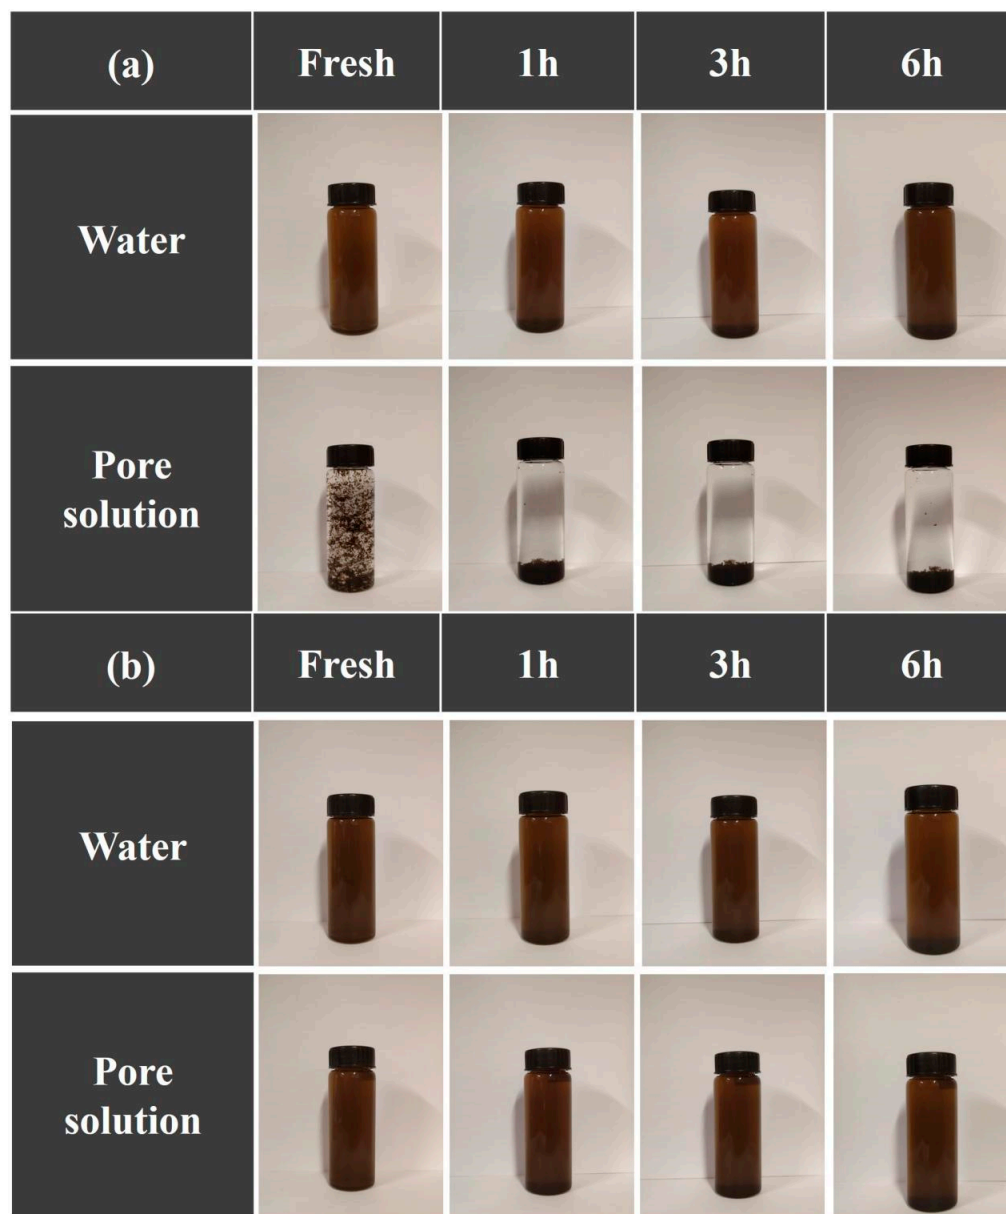 (a) Fresh 1h 3h 6h
Water
Pore
solution
(b) Fresh 1h 3h 6h
Water
Pore
solution